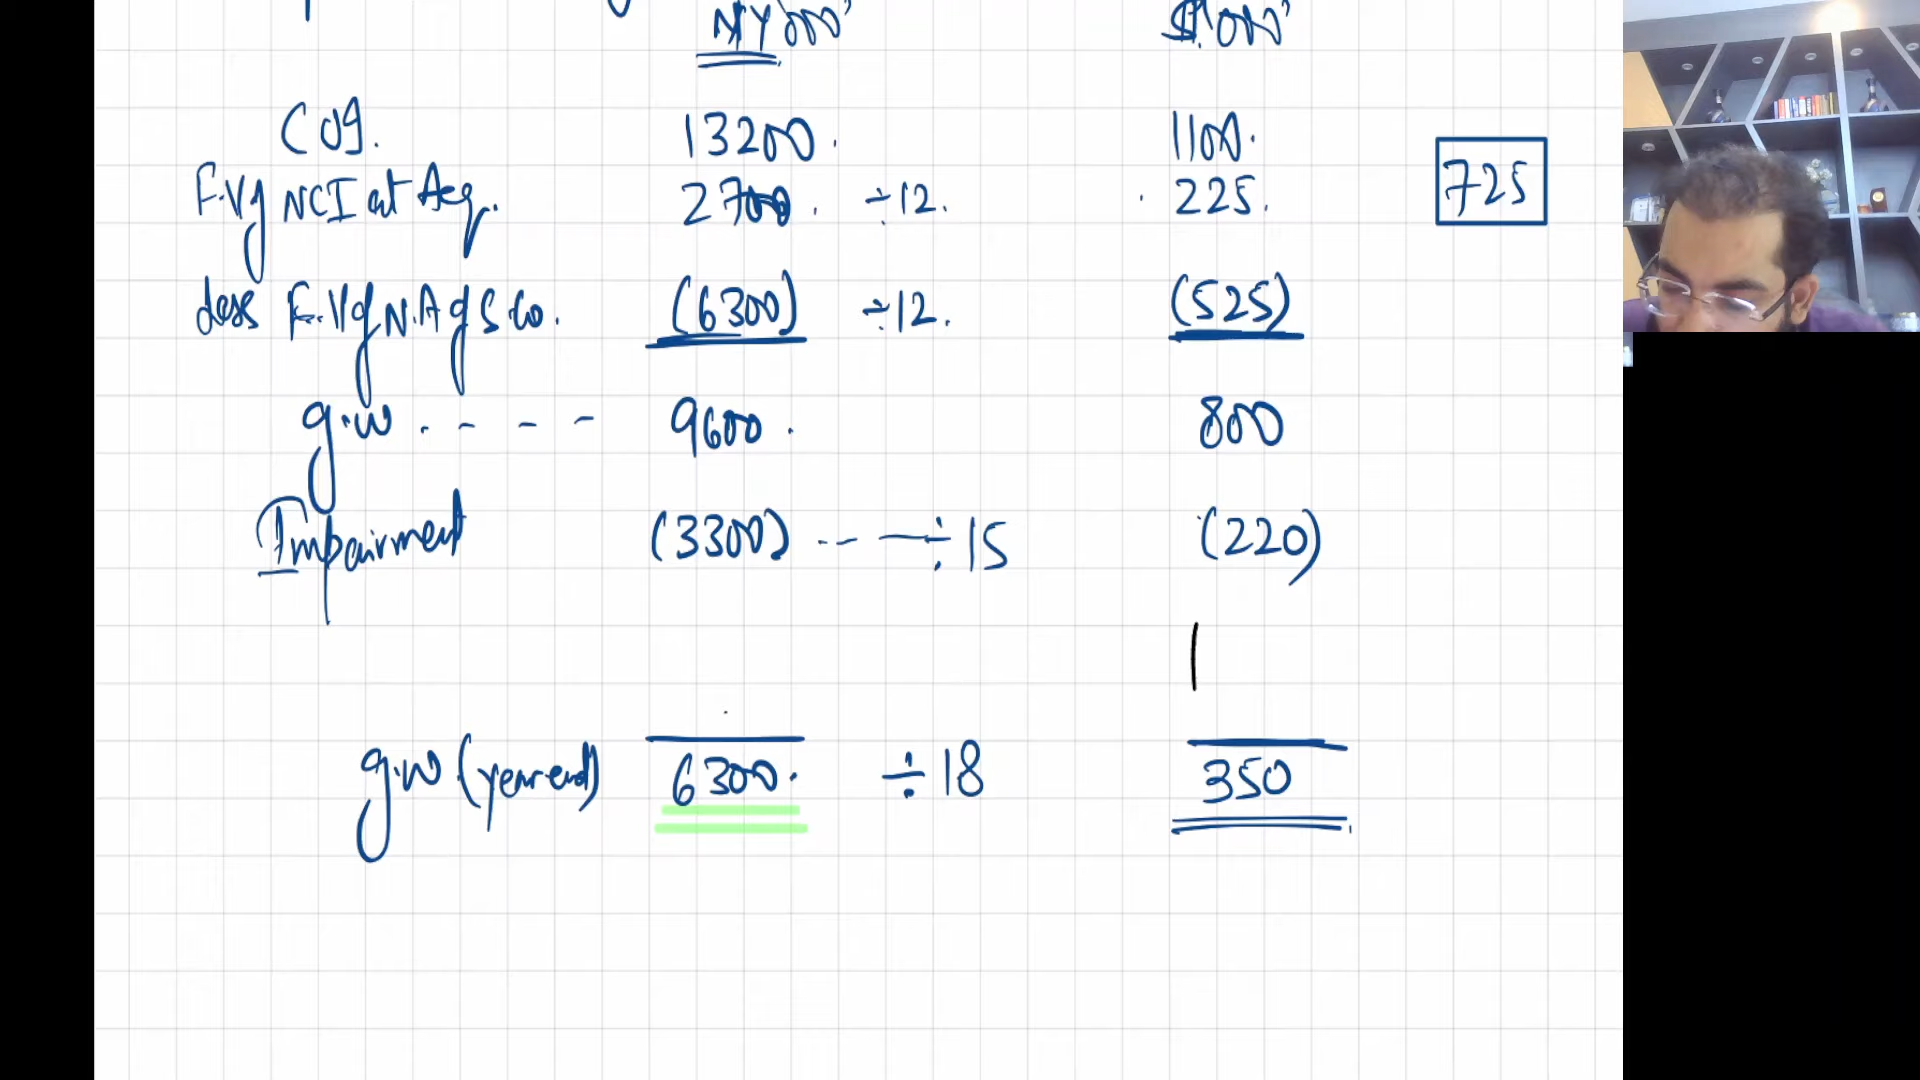 NY'000' $'000'
COI. 13200. 1100.
F.V of NCI at Acq. 2700. ÷12. 225. 725
less F.V of N.A of S.Co. (6300) ÷12. (525)
g.w. - - - 9600. 800
Impairment (3300) -- — ÷ 15 (220)
g.w (year end) 6300. ÷ 18 350